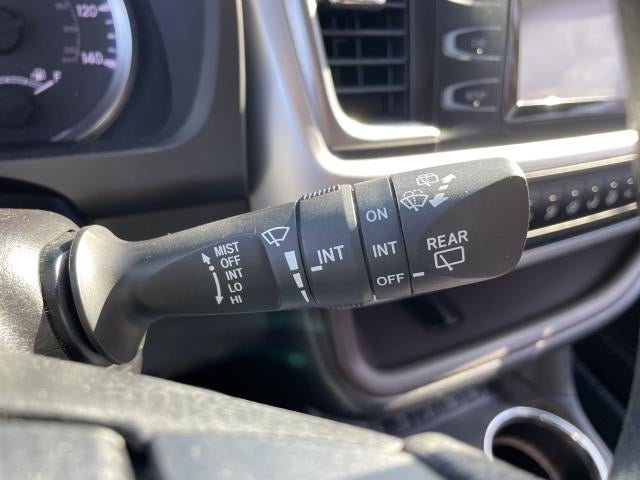 120
140
F
MIST
OFF
INT
LO
HI
INT
ON
INT
OFF
REAR